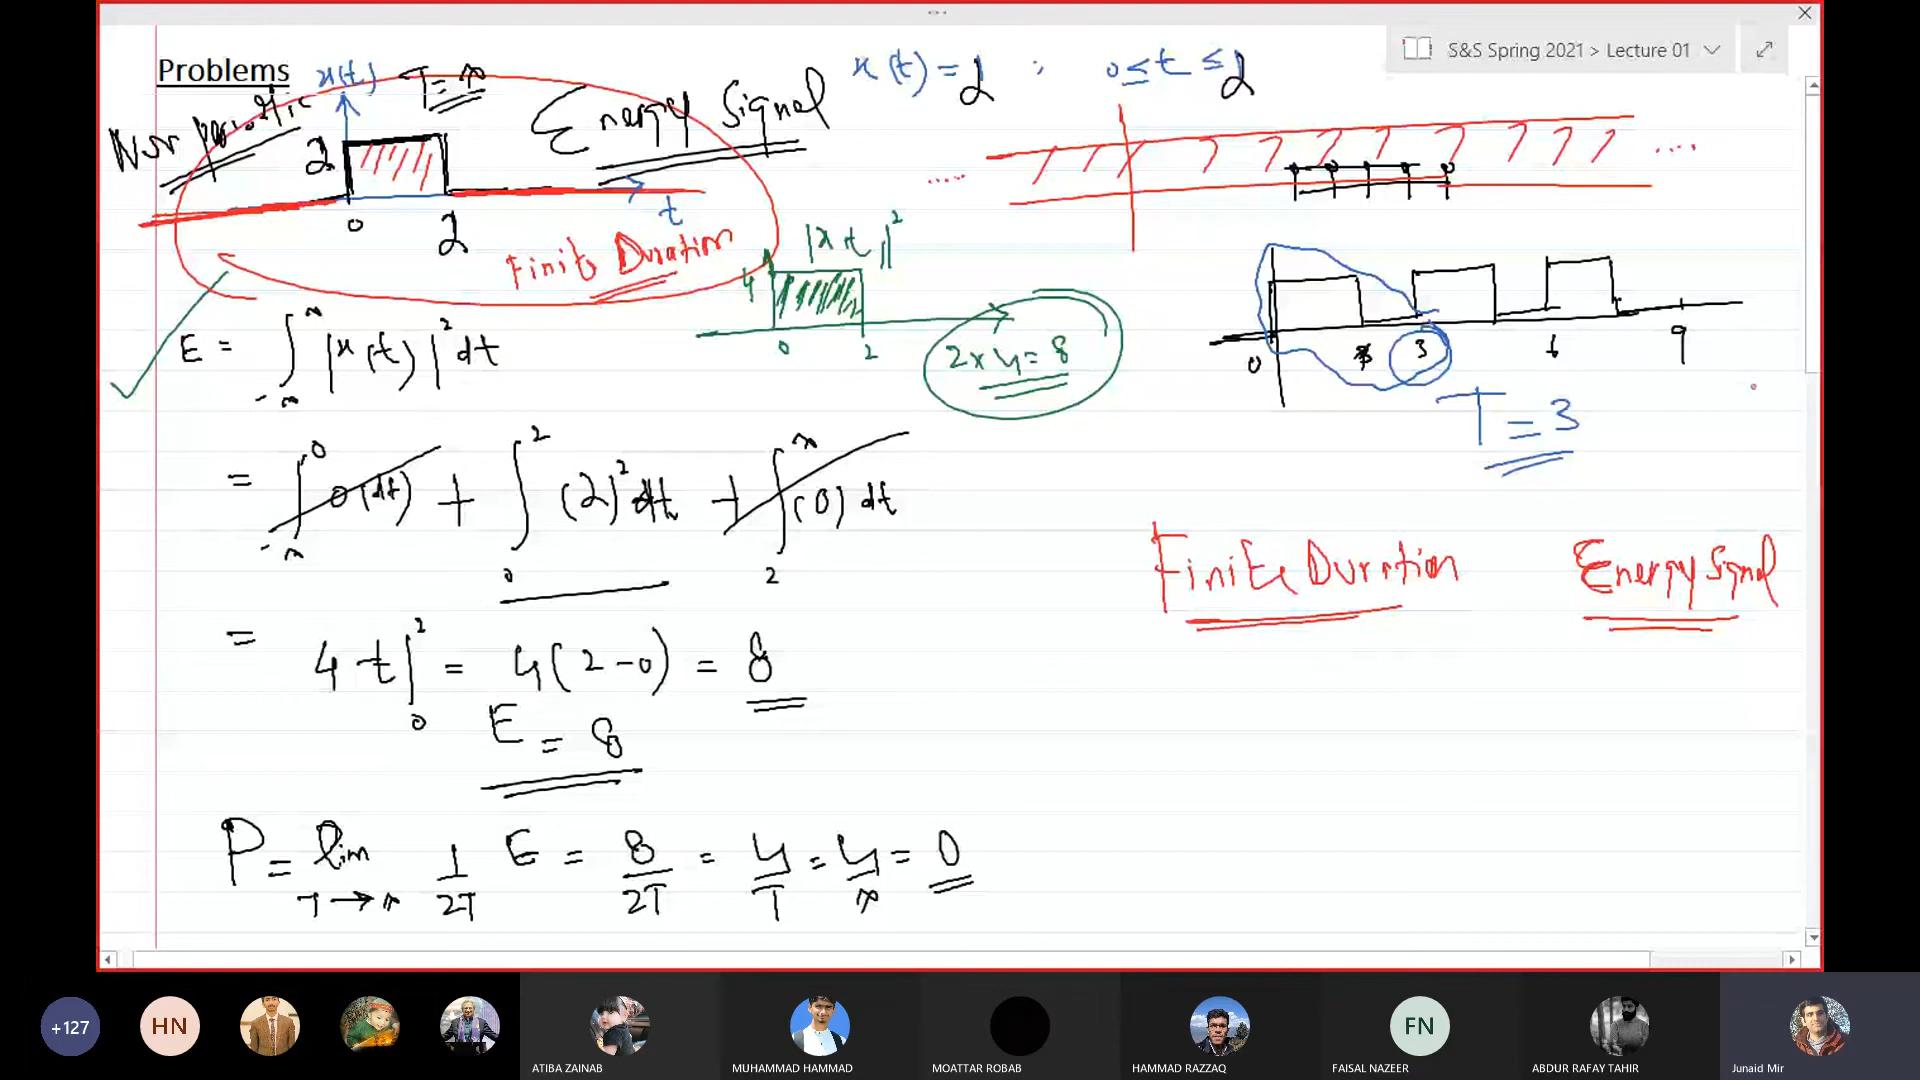 S&S Spring 2021 > Lecture 01
Problems
x(t)
T = ∞
Energy Signal
x(t) = 2 ; 0 ≤ t ≤ 2
2
0
2
t
Finite Duration
.....
....
|x(t)|²
4
0
2
2 x 4 = 8
0
3
6
9
T = 3
E = ∫ |x(t)|² dt
-∞ ∞
= ∫ 0(dt) + ∫ (2)² dt + ∫ (0) dt
-∞ 0 0 2 2 ∞
= 4t|₀² = 4(2-0) = 8
E = 8
P = lim 1/2T E = 8/2T = 4/T = 4/∞ = 0
T→∞
Finite Duration Energy Signal
+127
HN
ATIBA ZAINAB
MUHAMMAD HAMMAD
MOATTAR ROBAB
HAMMAD RAZZAQ
FN
FAISAL NAZEER
ABDUR RAFAY TAHIR
Junaid Mir